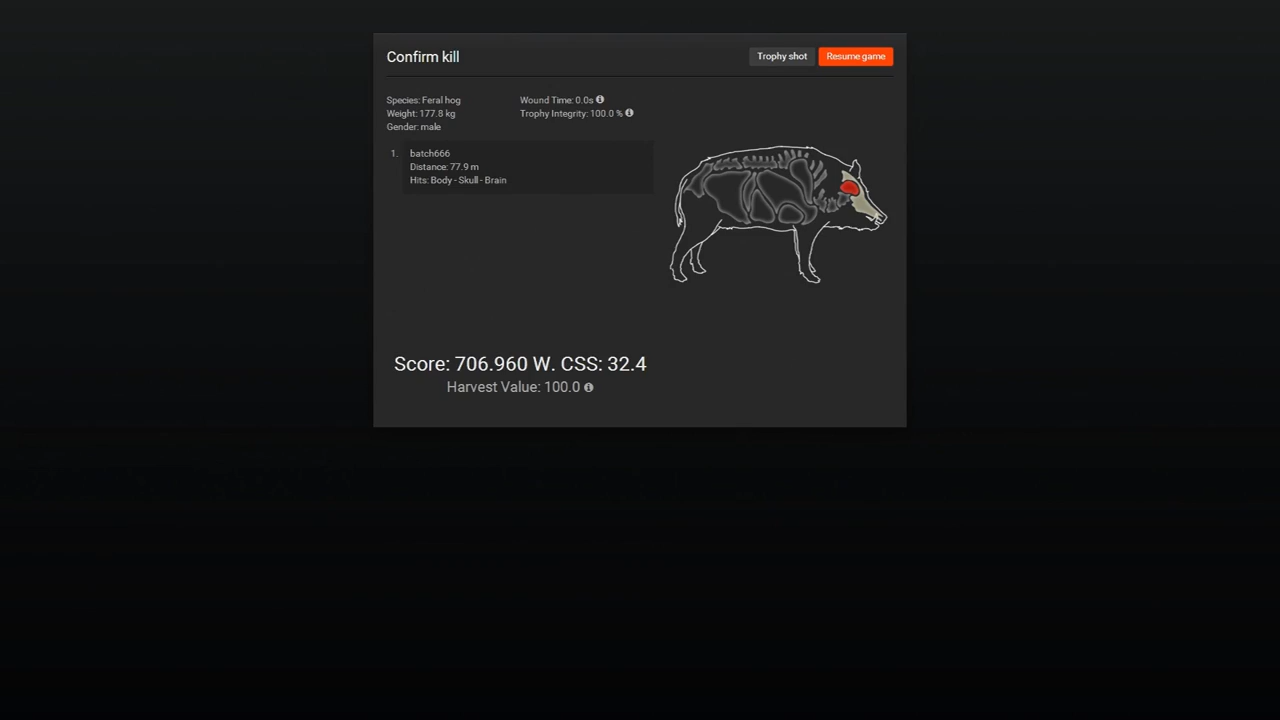 Confirm kill
Trophy shot
Resume game
Species: Feral hog
Weight: 177.8 kg
Gender: male
Wound Time: 0.0s
Trophy Integrity: 100.0 %
1.
batch666
Distance: 77.9 m
Hits: Body - Skull - Brain
Score: 706.960 W. CSS: 32.4
Harvest Value: 100.0